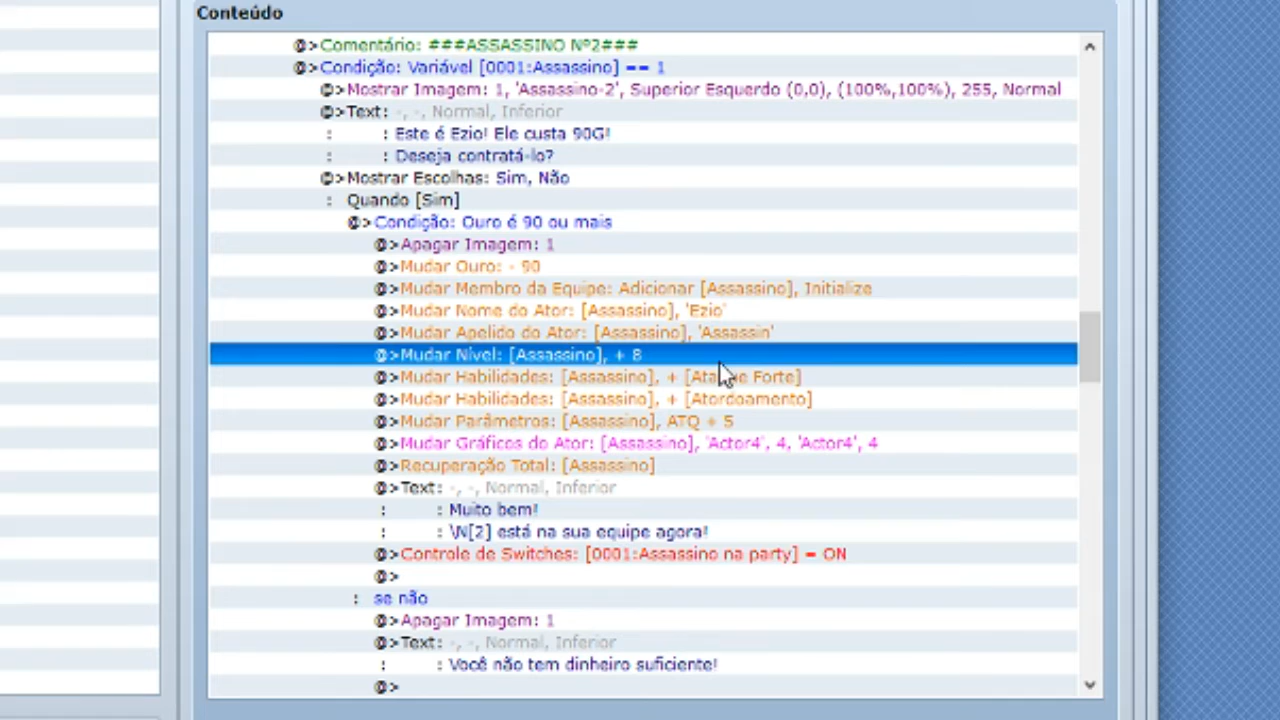 Conteúdo
@>Comentário: ###ASSASSINO Nº2###
@>Condição: Variável [0001:Assassino] == 1
@>Mostrar Imagem: 1, 'Assassino-2', Superior Esquerdo (0,0), (100%,100%), 255, Normal
@>Text: -, -, Normal, Inferior
: : Este é Ezio! Ele custa 90G!
: : Deseja contratá-lo?
@>Mostrar Escolhas: Sim, Não
: Quando [Sim]
@>Condição: Ouro é 90 ou mais
@>Apagar Imagem: 1
@>Mudar Ouro: - 90
@>Mudar Membro da Equipe: Adicionar [Assassino], Initialize
@>Mudar Nome do Ator: [Assassino], 'Ezio'
@>Mudar Apelido do Ator: [Assassino], 'Assassin'
@>Mudar Nível: [Assassino], + 8
@>Mudar Habilidades: [Assassino], + [Ataque Forte]
@>Mudar Habilidades: [Assassino], + [Atordoamento]
@>Mudar Parâmetros: [Assassino], ATQ + 5
@>Mudar Gráficos do Ator: [Assassino], 'Actor4', 4, 'Actor4', 4
@>Recuperação Total: [Assassino]
@>Text: -, -, Normal, Inferior
: : Muito bem!
: : \N[2] está na sua equipe agora!
@>Controle de Switches: [0001:Assassino na party] = ON
@>
: se não
@>Apagar Imagem: 1
@>Text: -, -, Normal, Inferior
: : Você não tem dinheiro suficiente!
@>